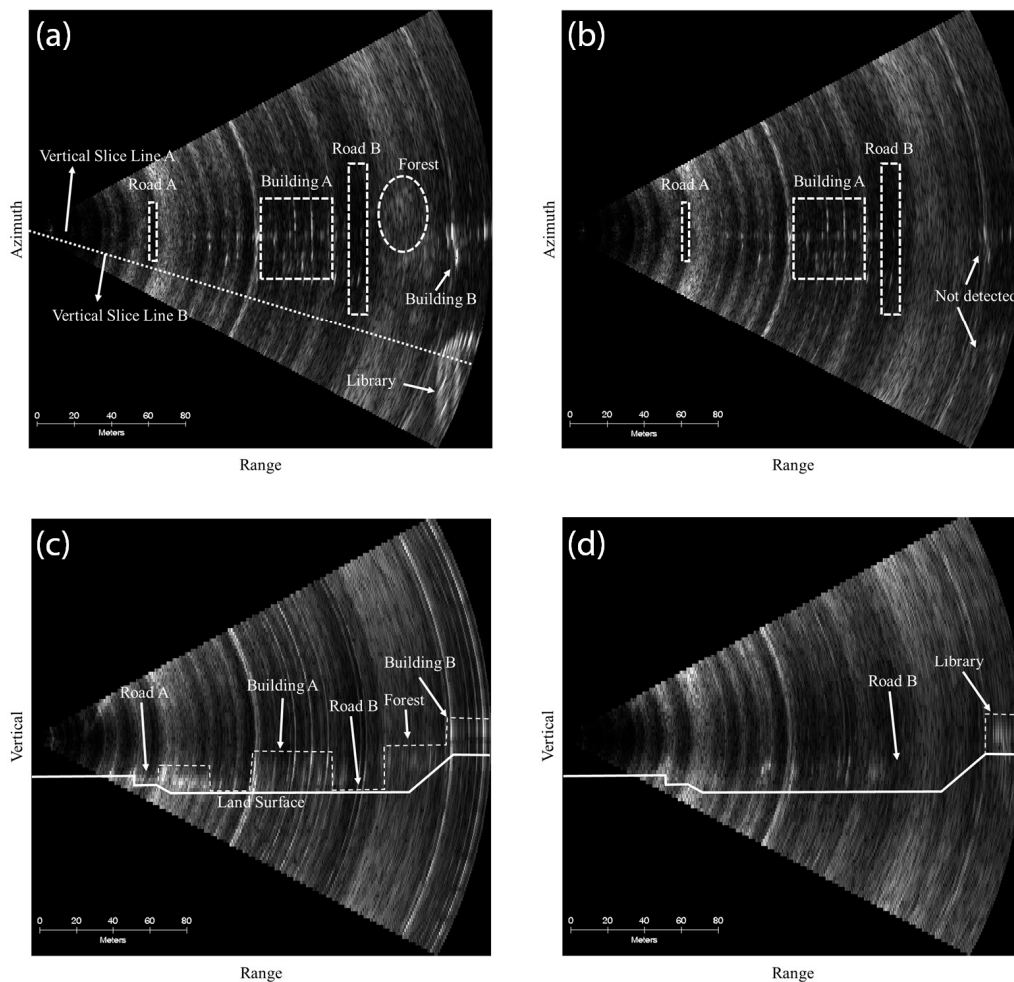 (a)
Vertical Slice Line A
Road A
Building A
Road B
Forest
Building B
Vertical Slice Line B
Library
0 20 40 60 80
Meters
Azimuth
Range
(b)
Road A
Building A
Road B
Not detected
0 20 40 60 80
Meters
Azimuth
Range
(c)
Road A
Building A
Road B
Forest
Building B
Land Surface
0 20 40 60 80
Meters
Vertical
Range
(d)
Road B
Library
0 20 40 60 80
Meters
Vertical
Range